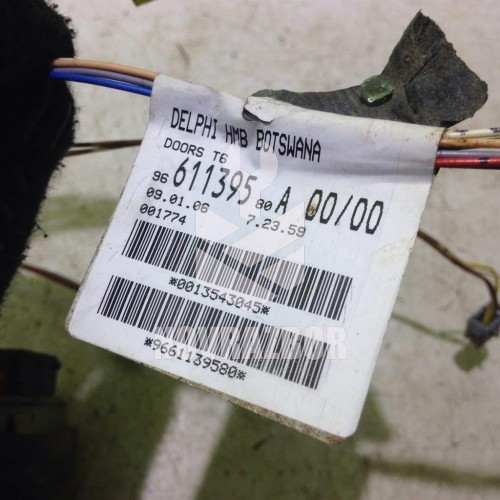 DELPHI HMB BOTSWANA
DOORS T6
96 611395 80 A 00/00
09.01.06 7.23.59
001774
*0013543045*
NOVRAZBOR
*9661139580*